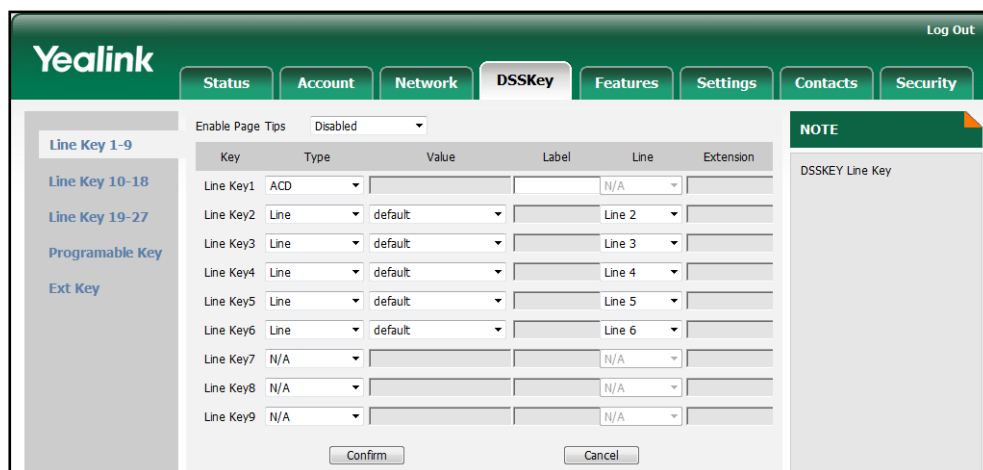 Log Out
Yealink
Status Account Network DSSKey Features Settings Contacts Security
Line Key 1-9
Line Key 10-18
Line Key 19-27
Programable Key
Ext Key
Enable Page Tips Disabled
Key Type Value Label Line Extension
Line Key1 ACD N/A
Line Key2 Line default Line 2
Line Key3 Line default Line 3
Line Key4 Line default Line 4
Line Key5 Line default Line 5
Line Key6 Line default Line 6
Line Key7 N/A N/A
Line Key8 N/A N/A
Line Key9 N/A N/A
Confirm Cancel
NOTE
DSSKEY Line Key